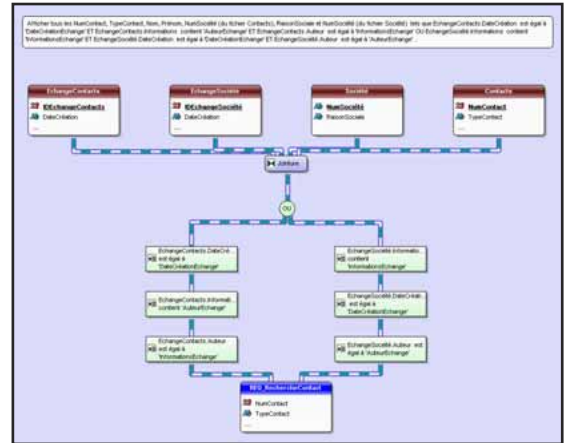 Afficher tous les NumContact, TypeContact, Nom, Prénom, NumSociété (du fichier Contacts), RaisonSociale et NumSociété (du fichier Société) tels que EchangeContacts.DateCréation est égal à
'DateCréationEchange' ET EchangeContacts.Informations contient 'AuteurEchange' ET EchangeContacts.Auteur est égal à 'InformationsEchange' OU EchangeSociété.Informations contient
'InformationsEchange' ET EchangeSociété.DateCréation est égal à 'DateCréationEchange' ET EchangeSociété.Auteur est égal à 'AuteurEchange' .
EchangeContacts
IDEchangeContacts
DateCréation
...
EchangeSociété
IDEchangeSociété
DateCréation
...
Société
NumSociété
RaisonSociale
...
Contacts
NumContact
TypeContact
...
Jointure
OU
EchangeContacts.DateCré...
est égal à
'DateCréationEchange'
EchangeContacts.Informati...
contient 'AuteurEchange'
EchangeContacts.Auteur
est égal à
'InformationsEchange'
EchangeSociété.Informatio...
contient
'InformationsEchange'
EchangeSociété.DateCréati...
est égal à
'DateCréationEchange'
EchangeSociété.Auteur est
égal à 'AuteurEchange'
REQ_RechercheContact
NumContact
TypeContact
...